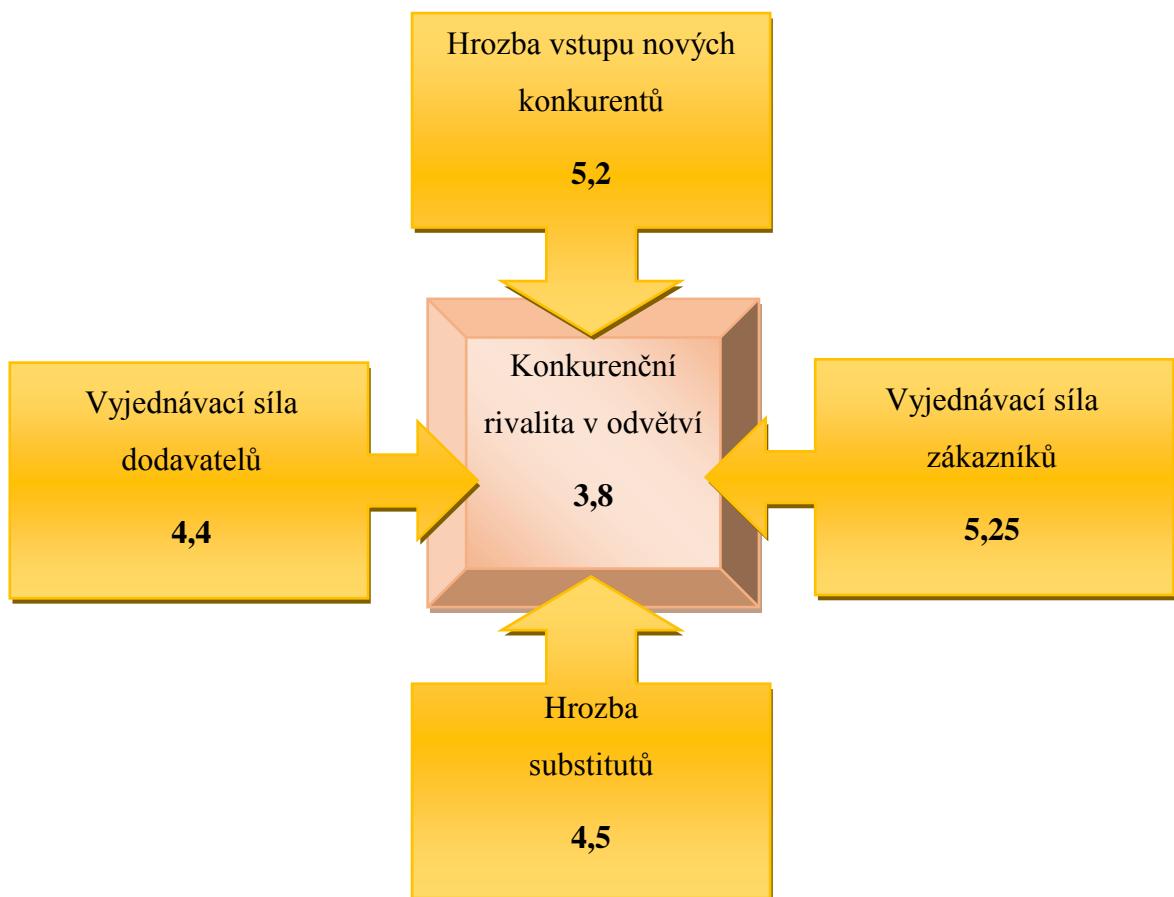 Hrozba vstupu nových
konkurentů
5,2
Konkurenční
rivalita v odvětví
3,8
Vyjednávací síla
dodavatelů
4,4
Vyjednávací síla
zákazníků
5,25
Hrozba
substitutů
4,5